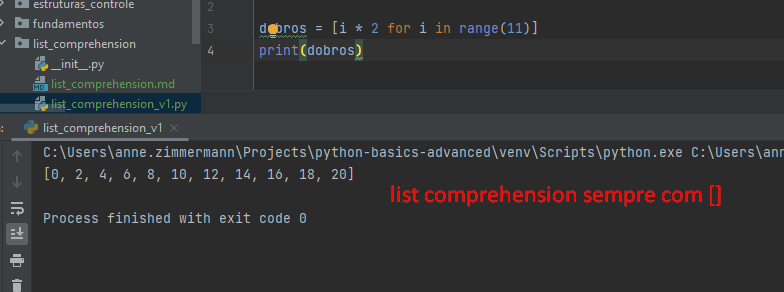 estruturas_controle
fundamentos
list_comprehension
__init__.py
list_comprehension.md
list_comprehension_v1.py
2
3
4
dobros = [i * 2 for i in range(11)]
print(dobros)
list_comprehension_v1
C:\Users\anne.zimmermann\Projects\python-basics-advanced\venv\Scripts\python.exe C:\Users\ann
[0, 2, 4, 6, 8, 10, 12, 14, 16, 18, 20]
list comprehension sempre com []
Process finished with exit code 0